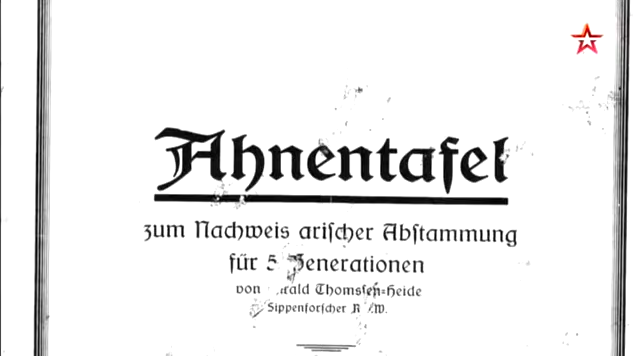 Ahnentafel
zum Nachweis ariſcher Abſtammung
für 5 Generationen
von Thomſen=Heide
Sippenforſcher